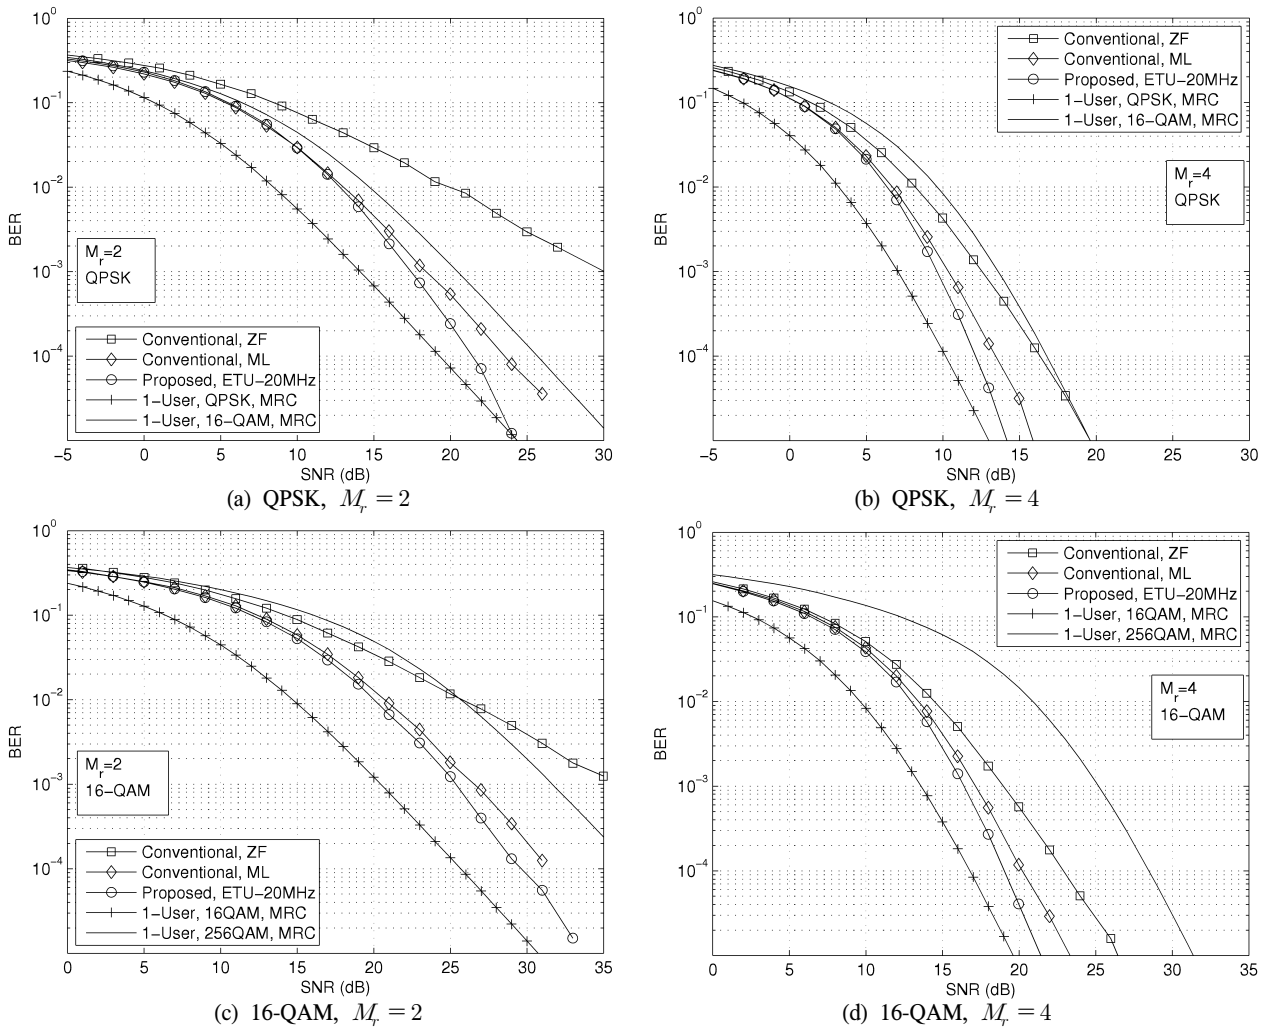 10^0
10^-1
10^-2
10^-3
10^-4
BER
M_r=2
QPSK
Conventional, ZF
Conventional, ML
Proposed, ETU-20MHz
1-User, QPSK, MRC
1-User, 16-QAM, MRC
-5 0 5 10 15 20 25 30
SNR (dB)
(a) QPSK, M_r = 2
10^0
10^-1
10^-2
10^-3
10^-4
BER
Conventional, ZF
Conventional, ML
Proposed, ETU-20MHz
1-User, QPSK, MRC
1-User, 16-QAM, MRC
M_r=4
QPSK
-5 0 5 10 15 20 25 30
SNR (dB)
(b) QPSK, M_r = 4
10^0
10^-1
10^-2
10^-3
10^-4
BER
M_r=2
16-QAM
Conventional, ZF
Conventional, ML
Proposed, ETU-20MHz
1-User, 16QAM, MRC
1-User, 256QAM, MRC
0 5 10 15 20 25 30 35
SNR (dB)
(c) 16-QAM, M_r = 2
10^0
10^-1
10^-2
10^-3
10^-4
BER
Conventional, ZF
Conventional, ML
Proposed, ETU-20MHz
1-User, 16QAM, MRC
1-User, 256QAM, MRC
M_r=4
16-QAM
0 5 10 15 20 25 30 35
SNR (dB)
(d) 16-QAM, M_r = 4